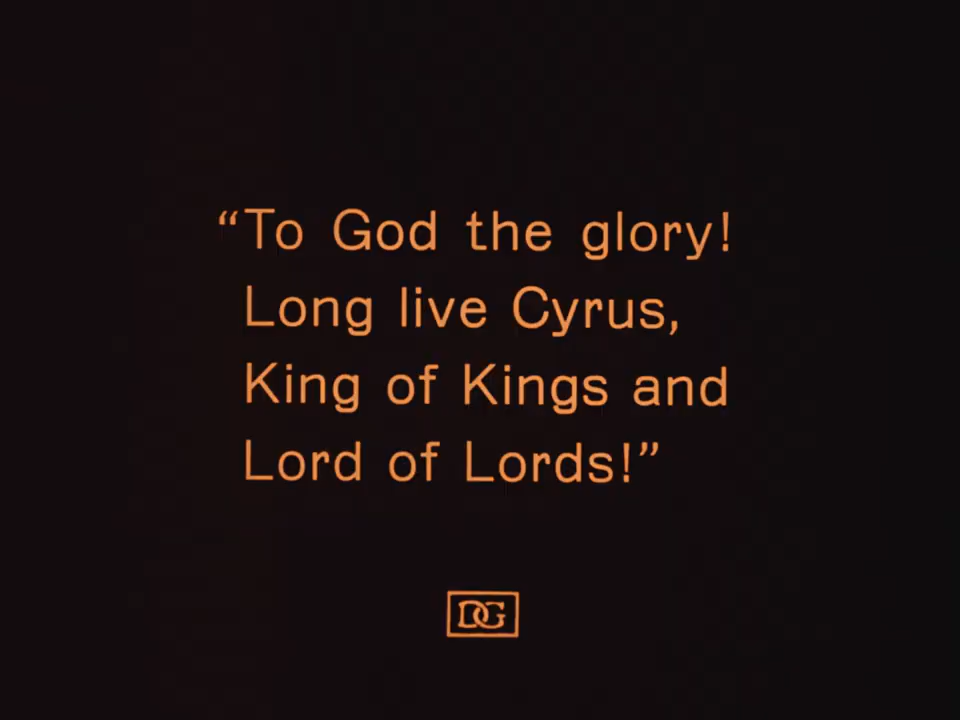 “To God the glory!
Long live Cyrus,
King of Kings and
Lord of Lords!”
DG